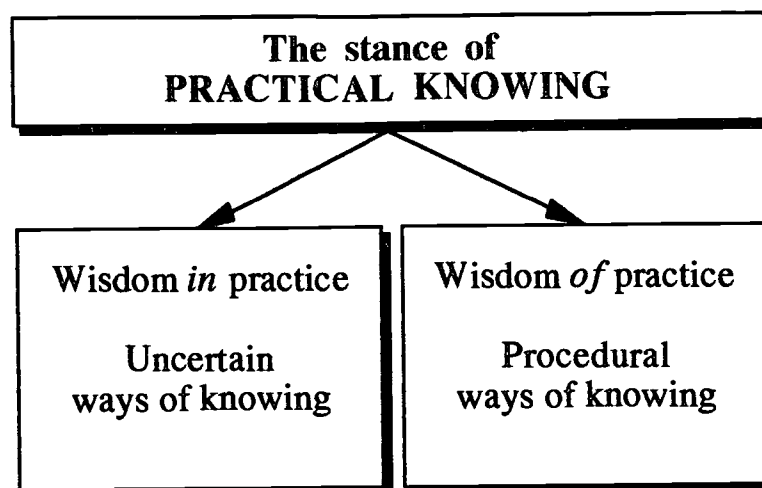 The stance of
PRACTICAL KNOWING
Wisdom in practice
Uncertain
ways of knowing
Wisdom of practice
Procedural
ways of knowing